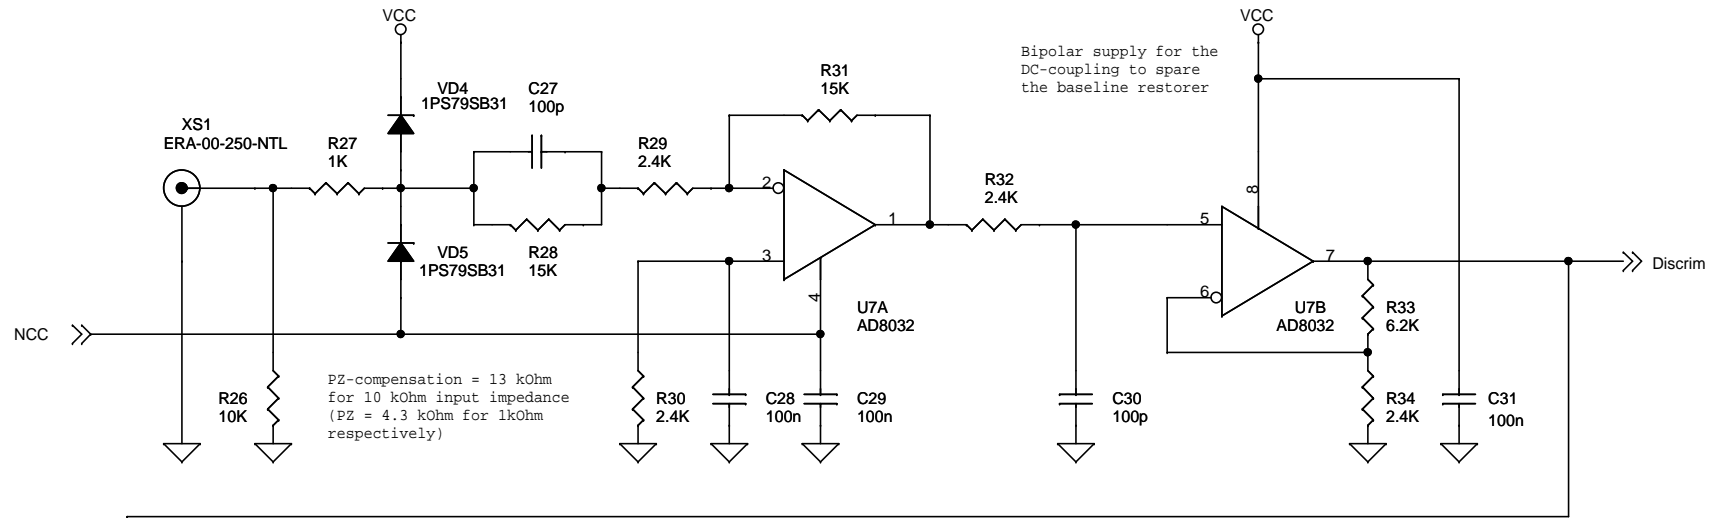 VCC
VCC
Bipolar supply for the
DC-coupling to spare
the baseline restorer
R31
15K
VD4
1PS79SB31
C27
100p
XS1
ERA-00-250-NTL
R27
1K
R29
2.4K
2
8
R32
2.4K
1
5
VD5
1PS79SB31
R28
15K
3
7
Discrim
4
6
U7A
AD8032
U7B
AD8032
R33
6.2K
NCC
PZ-compensation = 13 kOhm
for 10 kOhm input impedance
(PZ = 4.3 kOhm for 1kOhm
respectively)
R26
10K
R30
2.4K
C28
100n
C29
100n
C30
100p
R34
2.4K
C31
100n